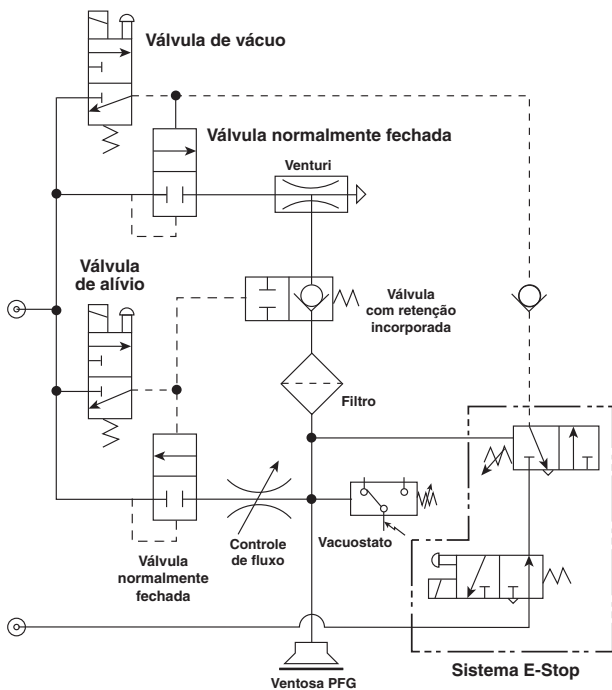 Válvula de vácuo
Válvula normalmente fechada
Venturi
Válvula
de alívio
Válvula
com retenção
incorporada
Filtro
Controle
de fluxo
Vacuostato
Válvula
normalmente
fechada
Sistema E-Stop
Ventosa PFG